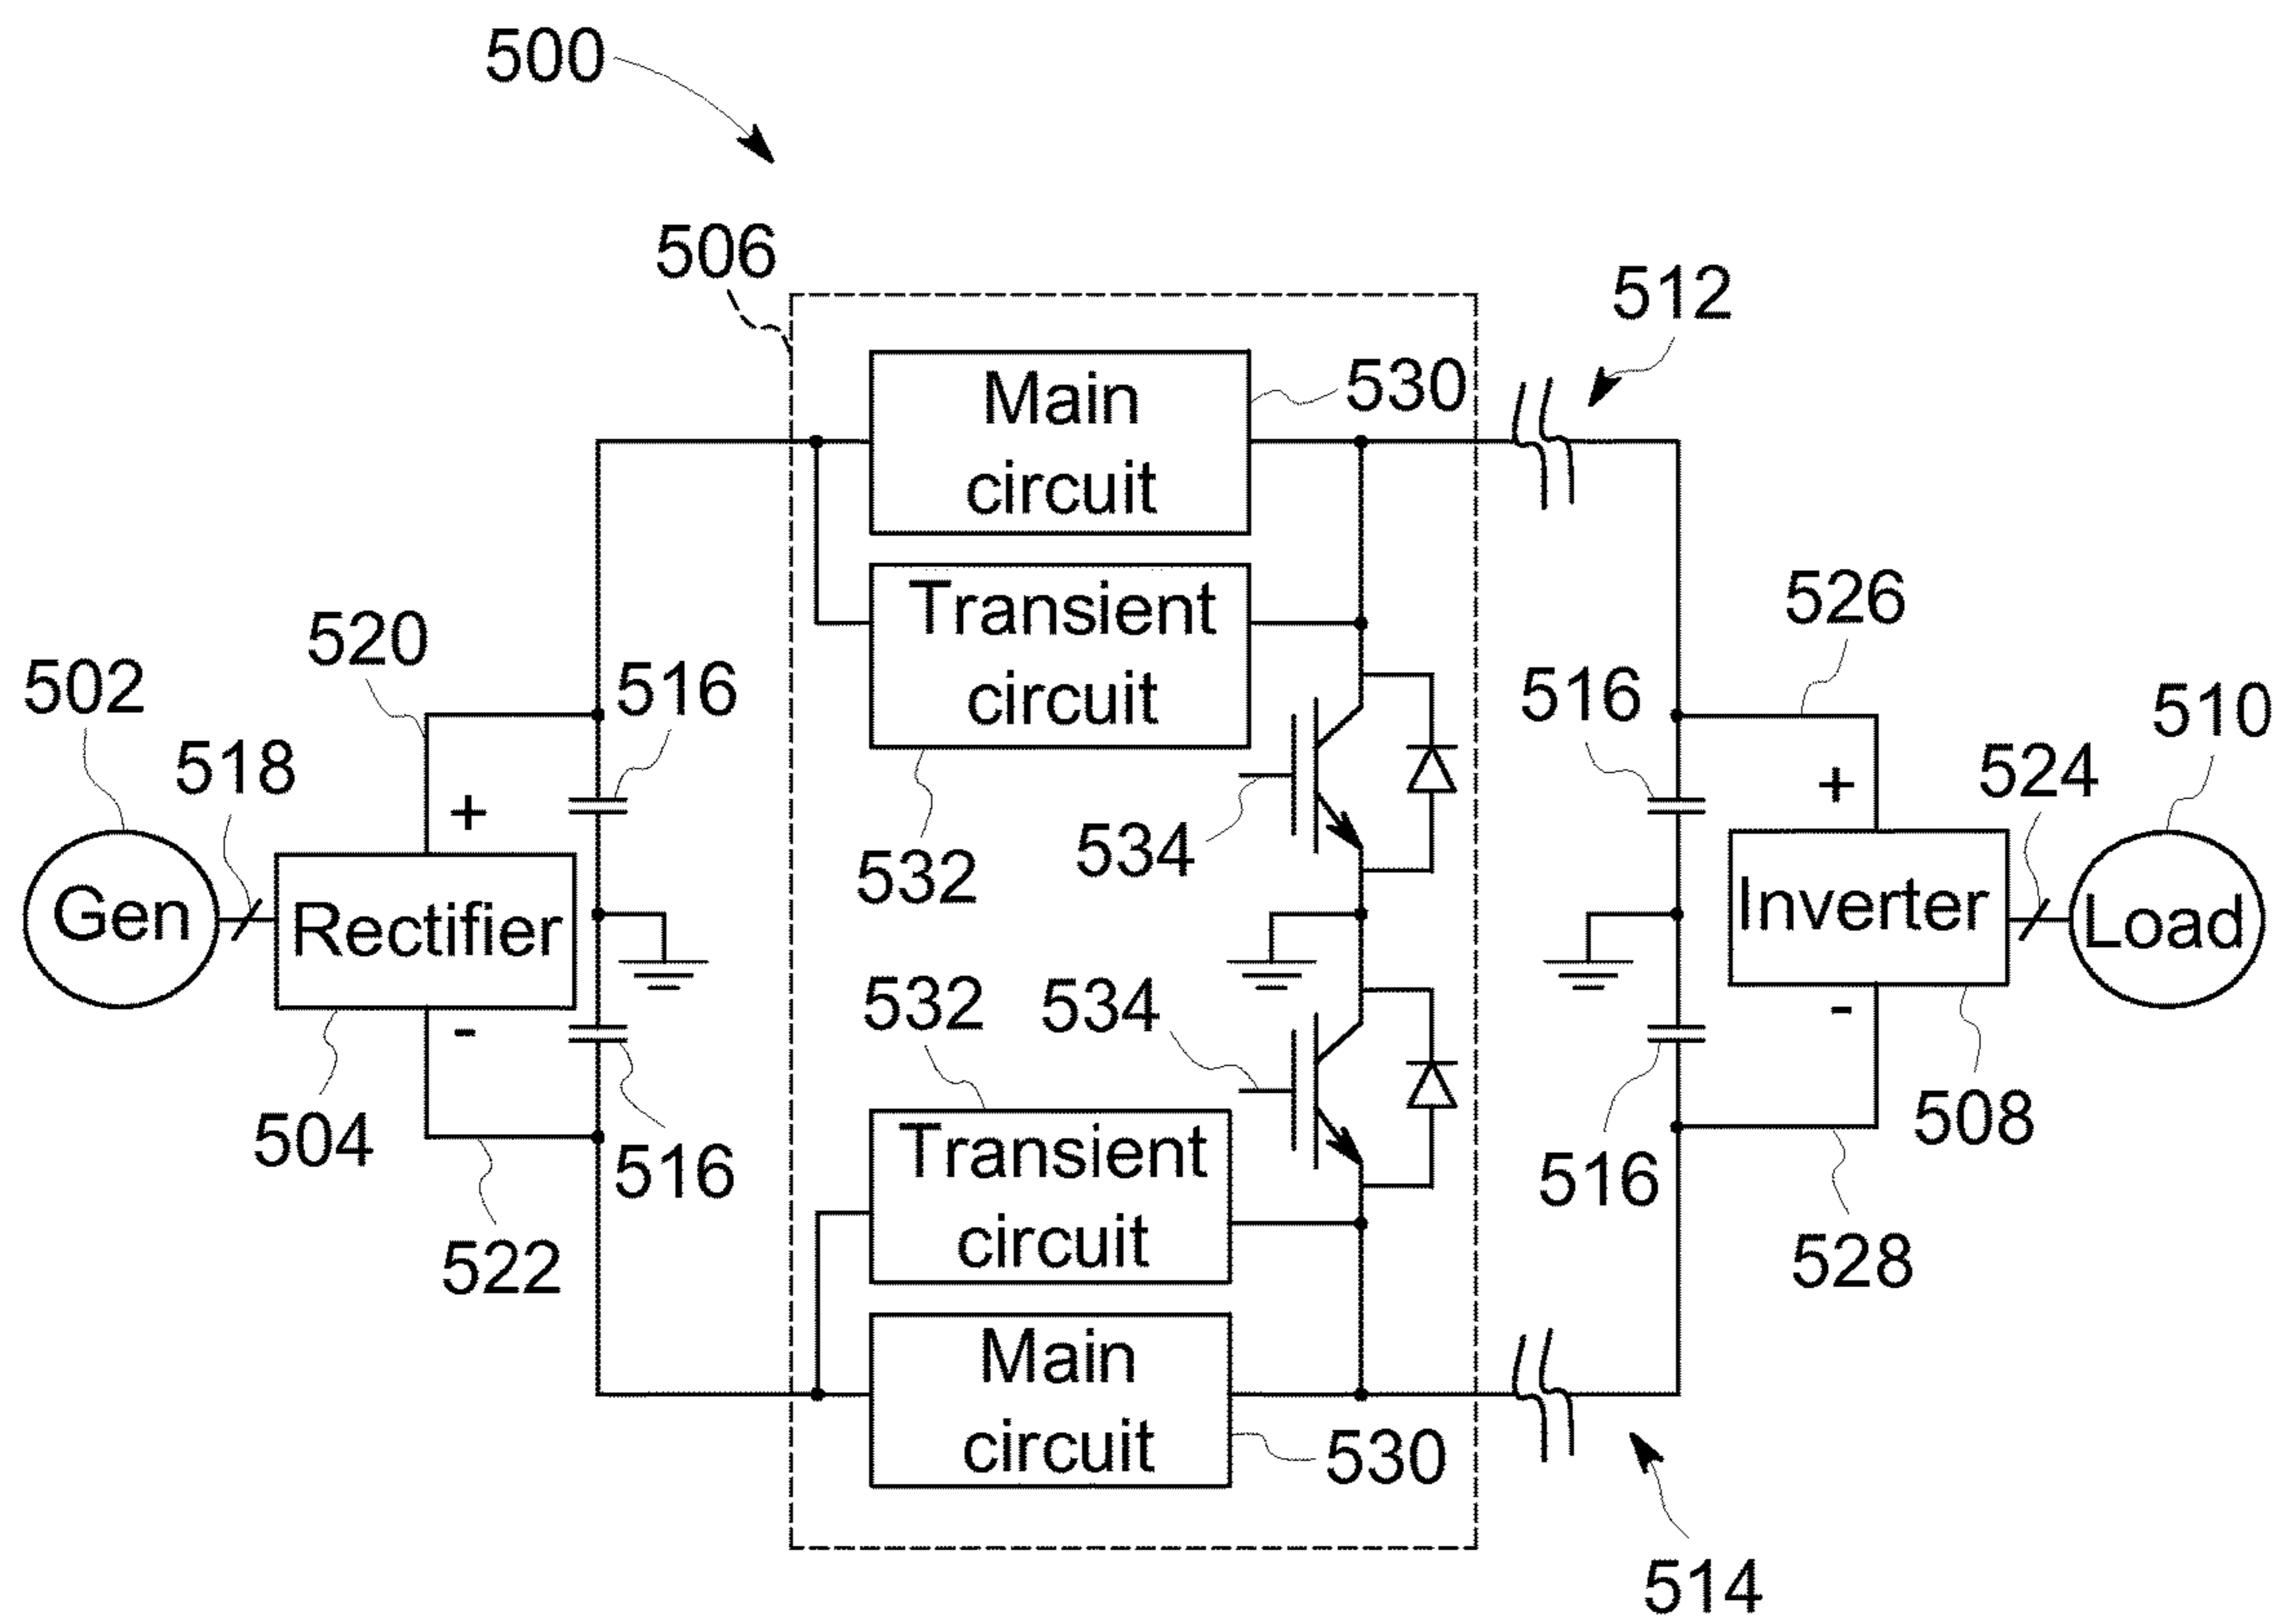 500
506
512
Main
circuit
530
Transient
circuit
526
520
516
516
502
518
510
524
+
+
534
532
Gen
Rectifier
Inverter
Load
-
-
532
534
504
516
516
508
Transient
circuit
522
528
Main
circuit
530
514